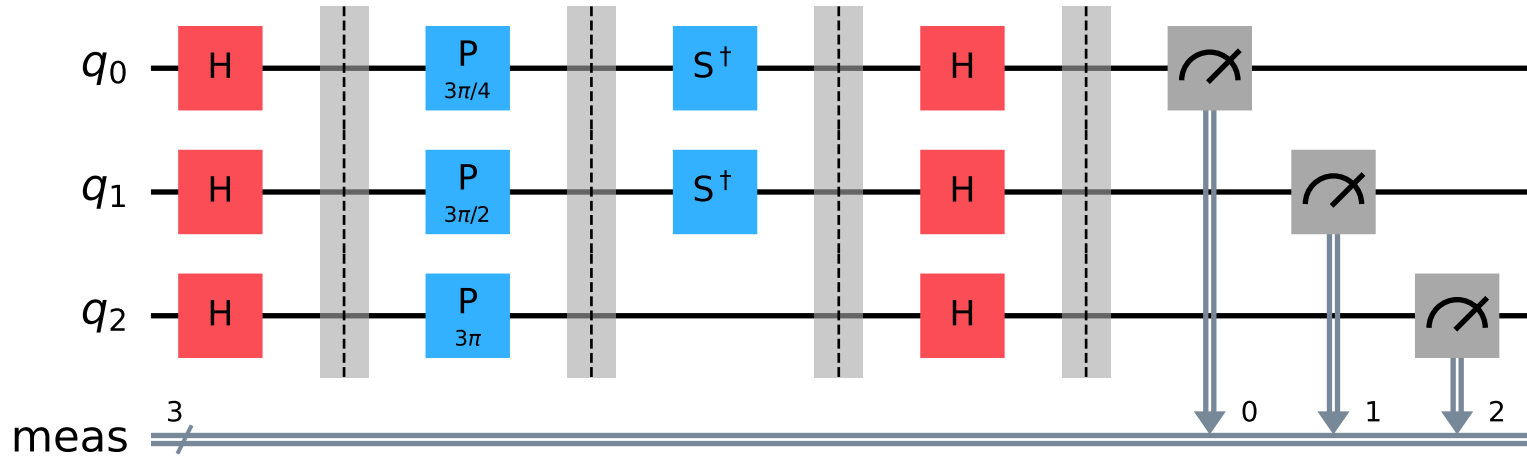 q0 H P 3π/4 S† H
q1 H P 3π/2 S† H
q2 H P 3π H
meas 3 0 1 2